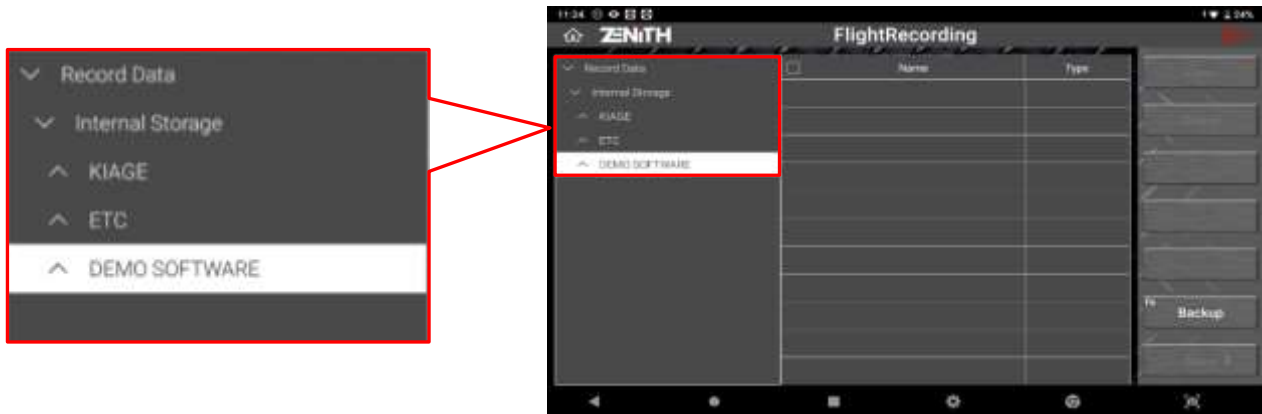 Record Data
Internal Storage
KIAGE
ETC
DEMO SOFTWARE
11:34
24%
ZENITH
FlightRecording
Record Data
Name
Type
Internal Storage
KIAGE
ETC
DEMO SOFTWARE
Backup